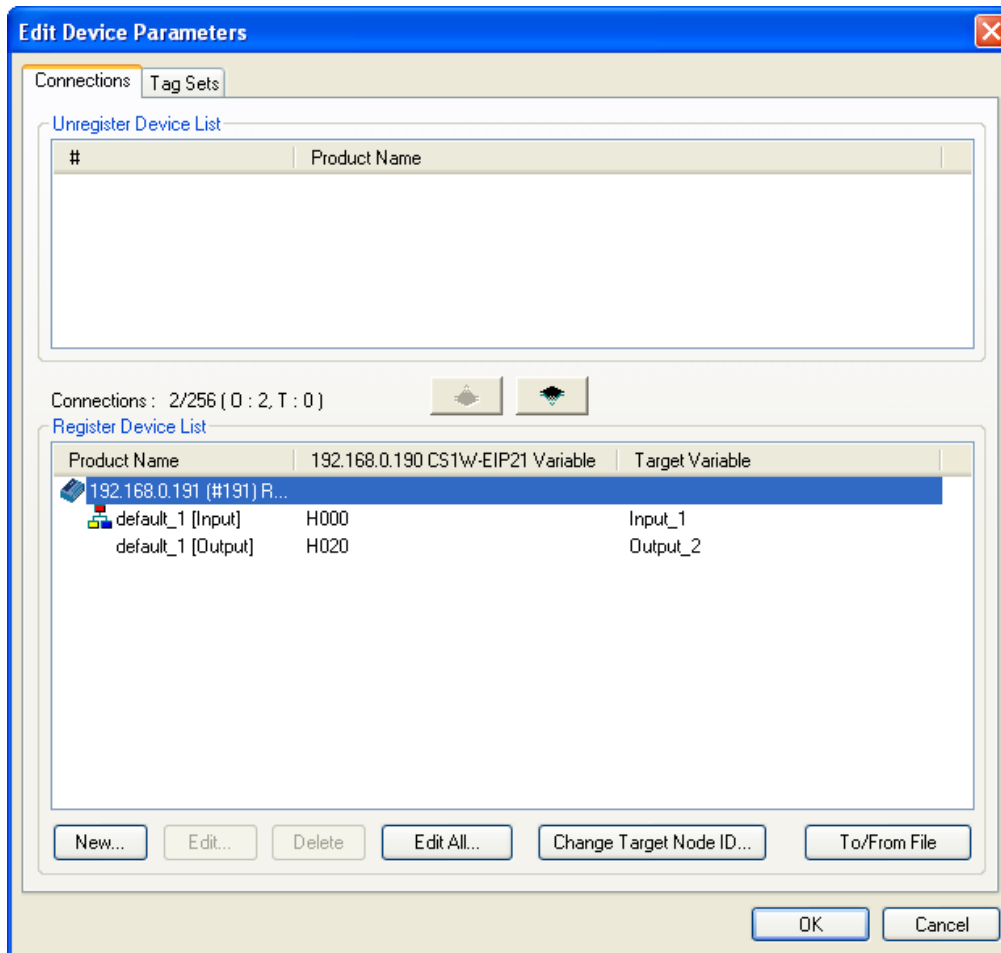 Edit Device Parameters
Connections Tag Sets
Unregister Device List
# Product Name
Connections : 2/256 ( O : 2, T : 0 )
Register Device List
Product Name 192.168.0.190 CS1W-EIP21 Variable Target Variable
192.168.0.191 (#191) R...
default_1 [Input] H000 Input_1
default_1 [Output] H020 Output_2
New... Edit... Delete Edit All... Change Target Node ID... To/From File
OK Cancel